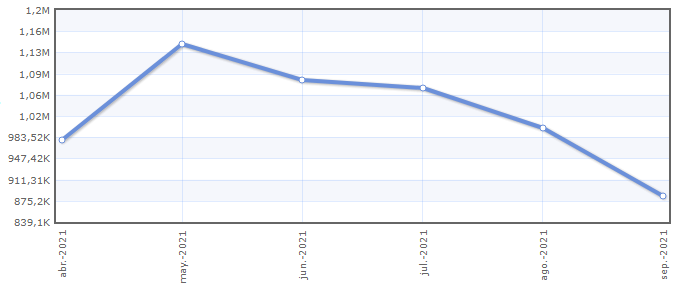 1,2M
1,16M
1,13M
1,09M
1,06M
1,02M
983,52K
947,42K
911,31K
875,2K
839,1K
abr.-2021
may.-2021
jun.-2021
jul.-2021
ago.-2021
sep.-2021